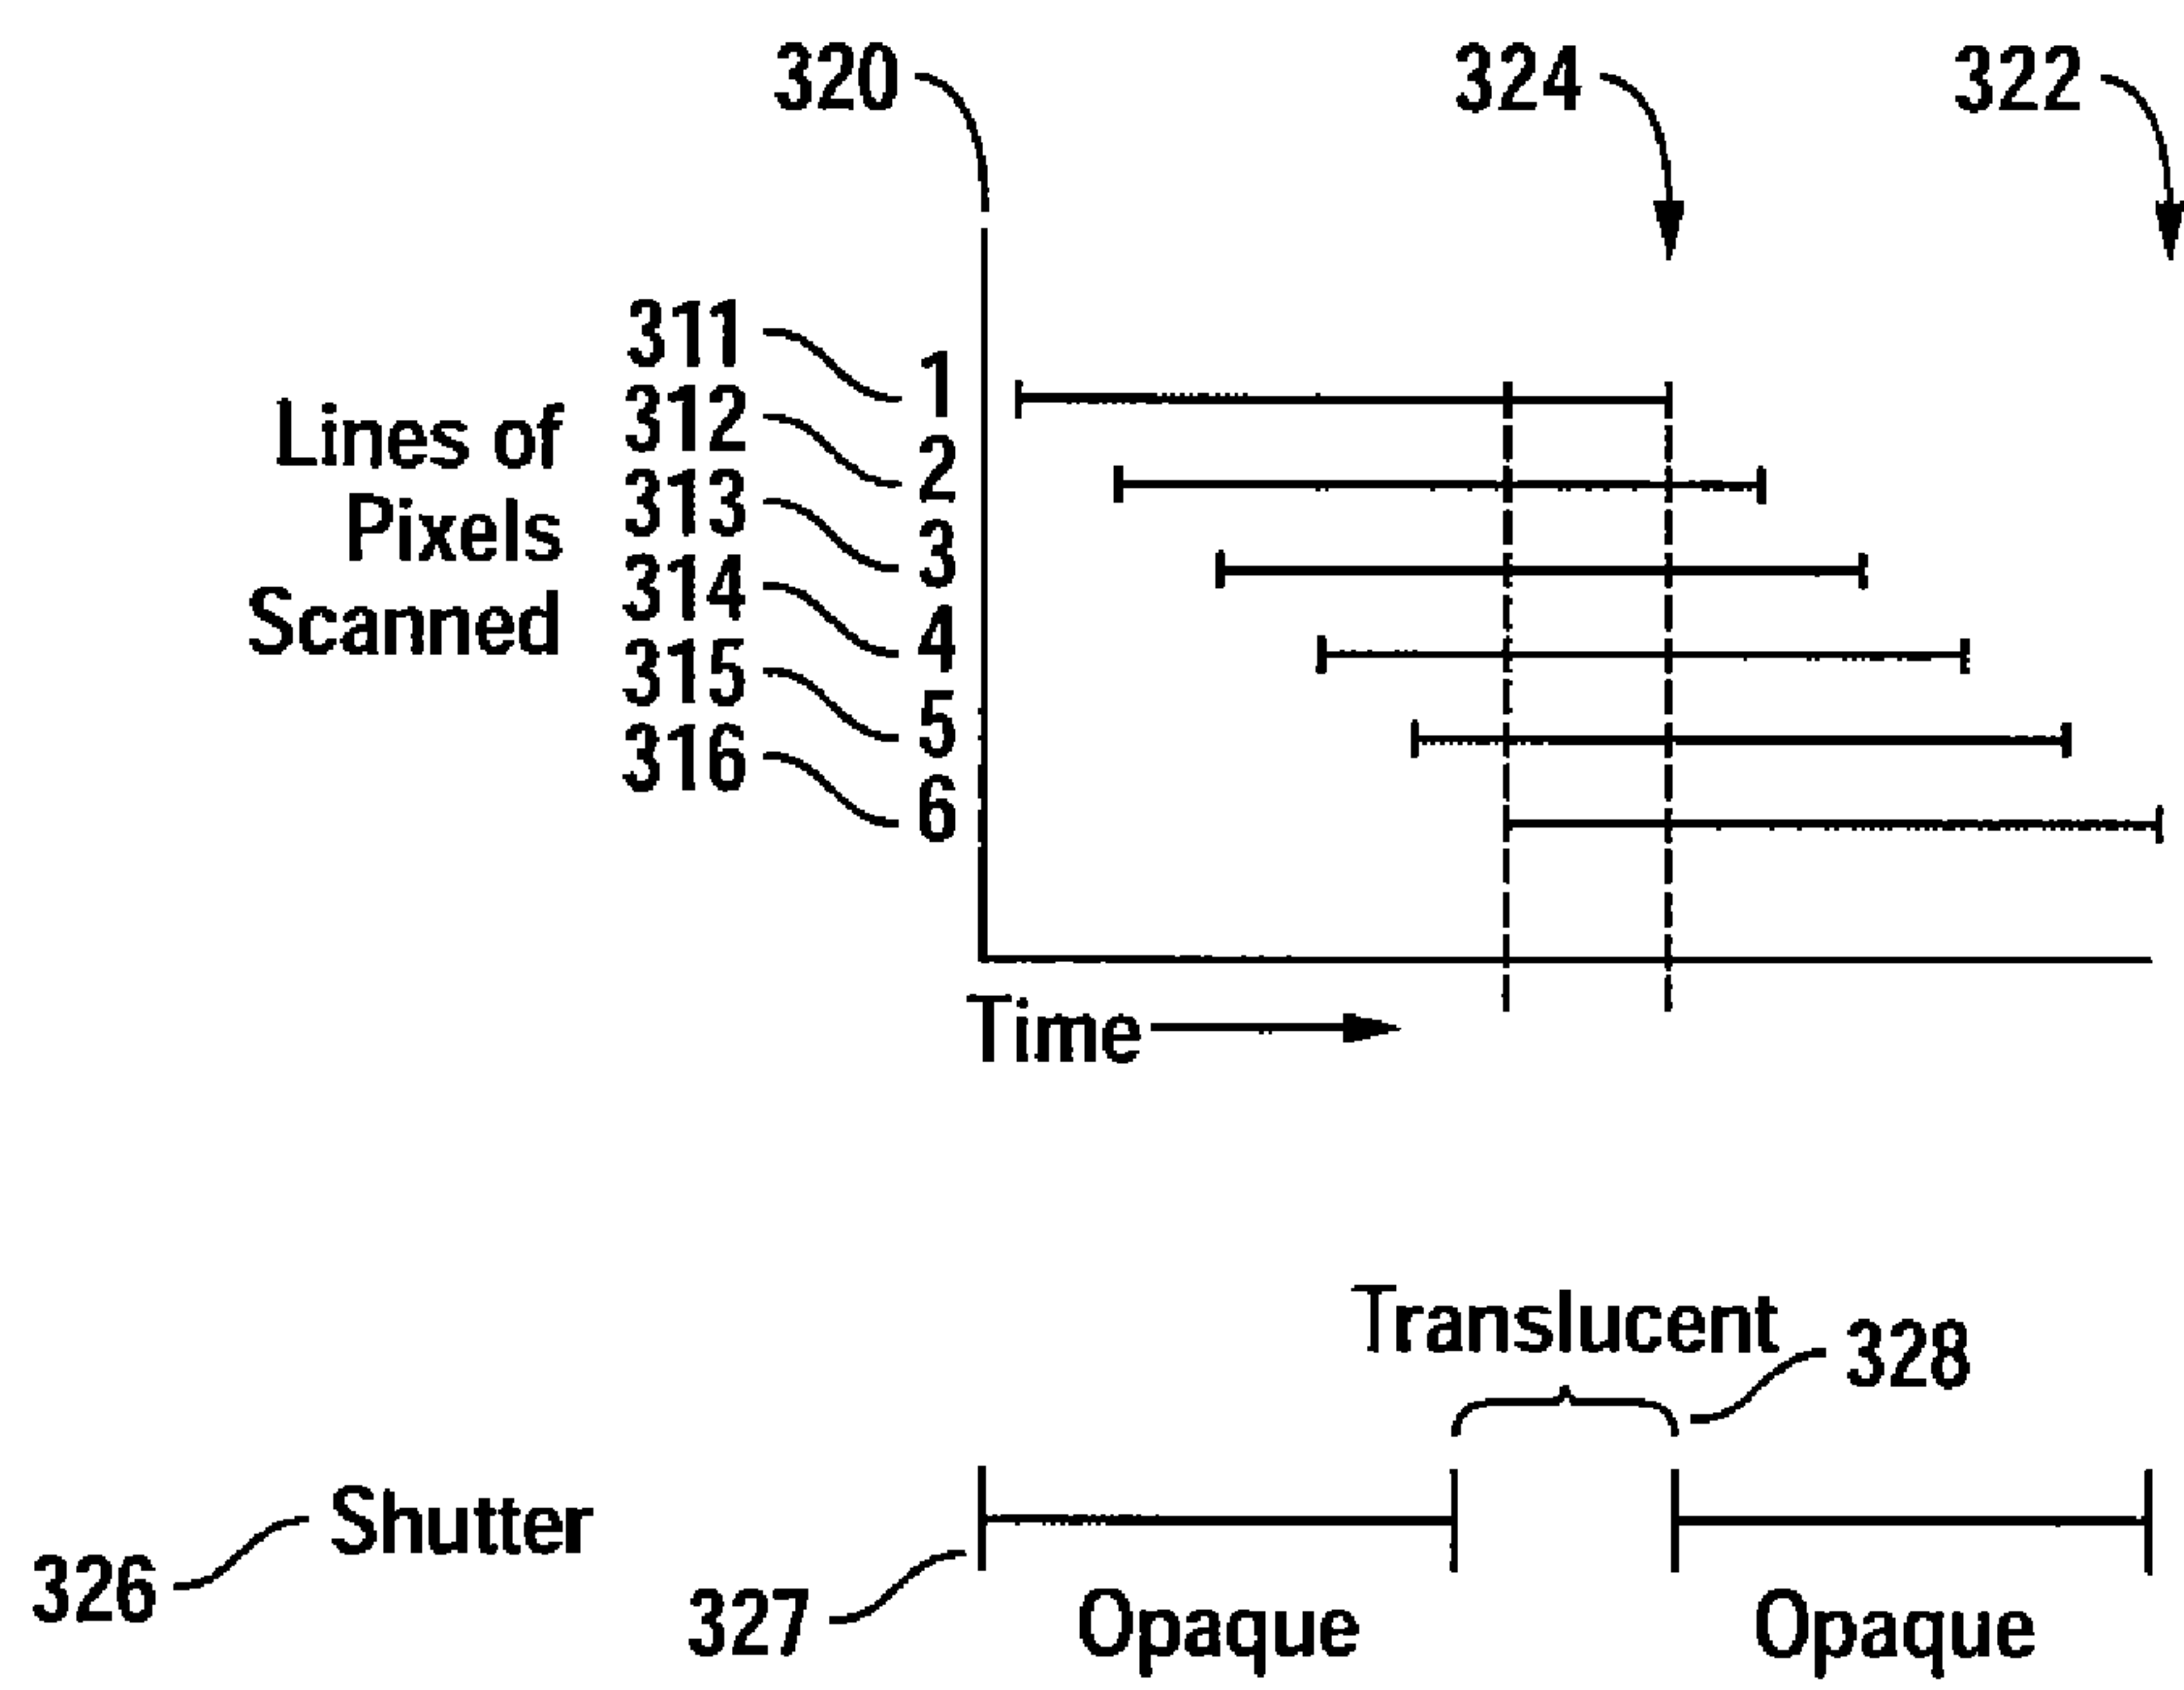 320
324
322
311
312
313
314
315
316
1
2
3
4
5
6
Lines of
Pixels
Scanned
Time
Translucent
328
326
Shutter
327
Opaque
Opaque